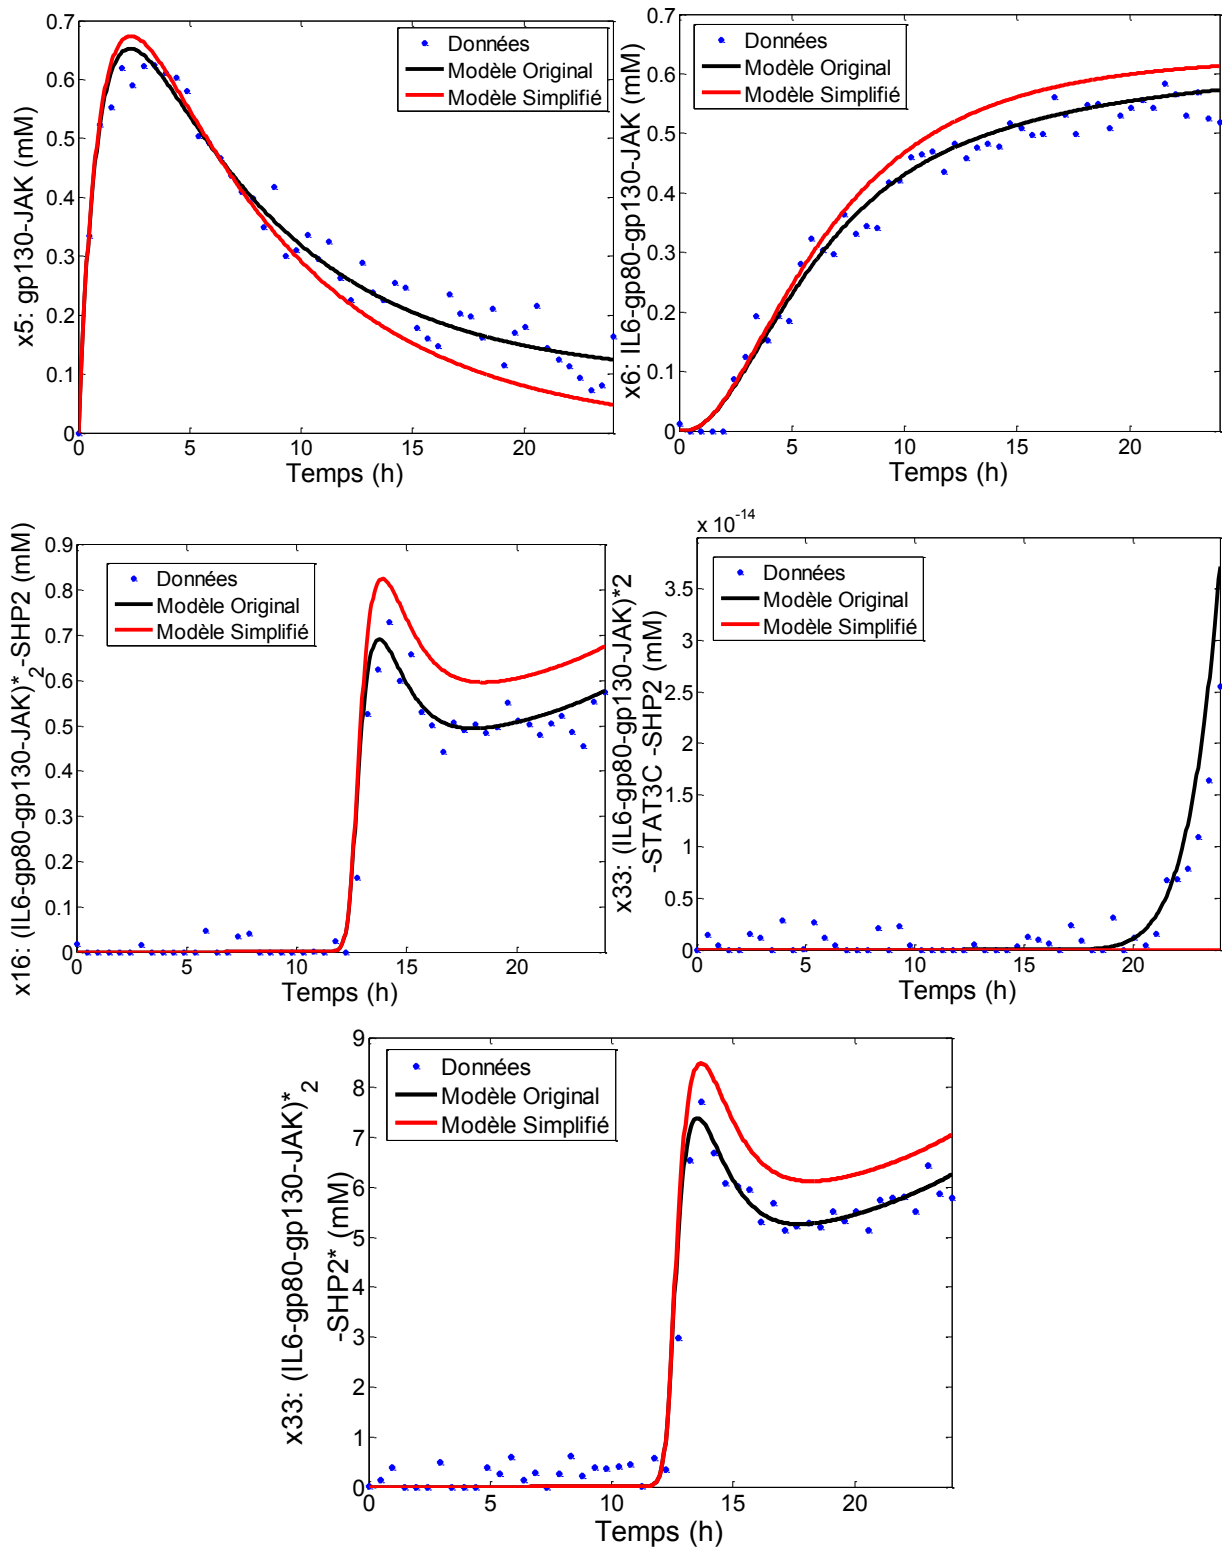 x5: gp130-JAK (mM)
0.7
0.6
0.5
0.4
0.3
0.2
0.1
0
Données
Modèle Original
Modèle Simplifié
0 5 10 15 20
Temps (h)
x6: IL6-gp80-gp130-JAK (mM)
0.7
0.6
0.5
0.4
0.3
0.2
0.1
0
Données
Modèle Original
Modèle Simplifié
0 5 10 15 20
Temps (h)
x16: (IL6-gp80-gp130-JAK)*2-SHP2 (mM)
0.9
0.8
0.7
0.6
0.5
0.4
0.3
0.2
0.1
0
Données
Modèle Original
Modèle Simplifié
0 5 10 15 20
Temps (h)
x33: (IL6-gp80-gp130-JAK)*2
-STAT3C -SHP2 (mM)
x 10-14
3.5
3
2.5
2
1.5
1
0.5
0
Données
Modèle Original
Modèle Simplifié
0 5 10 15 20
Temps (h)
x33: (IL6-gp80-gp130-JAK)*2
-SHP2* (mM)
9
8
7
6
5
4
3
2
1
0
Données
Modèle Original
Modèle Simplifié
0 5 10 15 20
Temps (h)